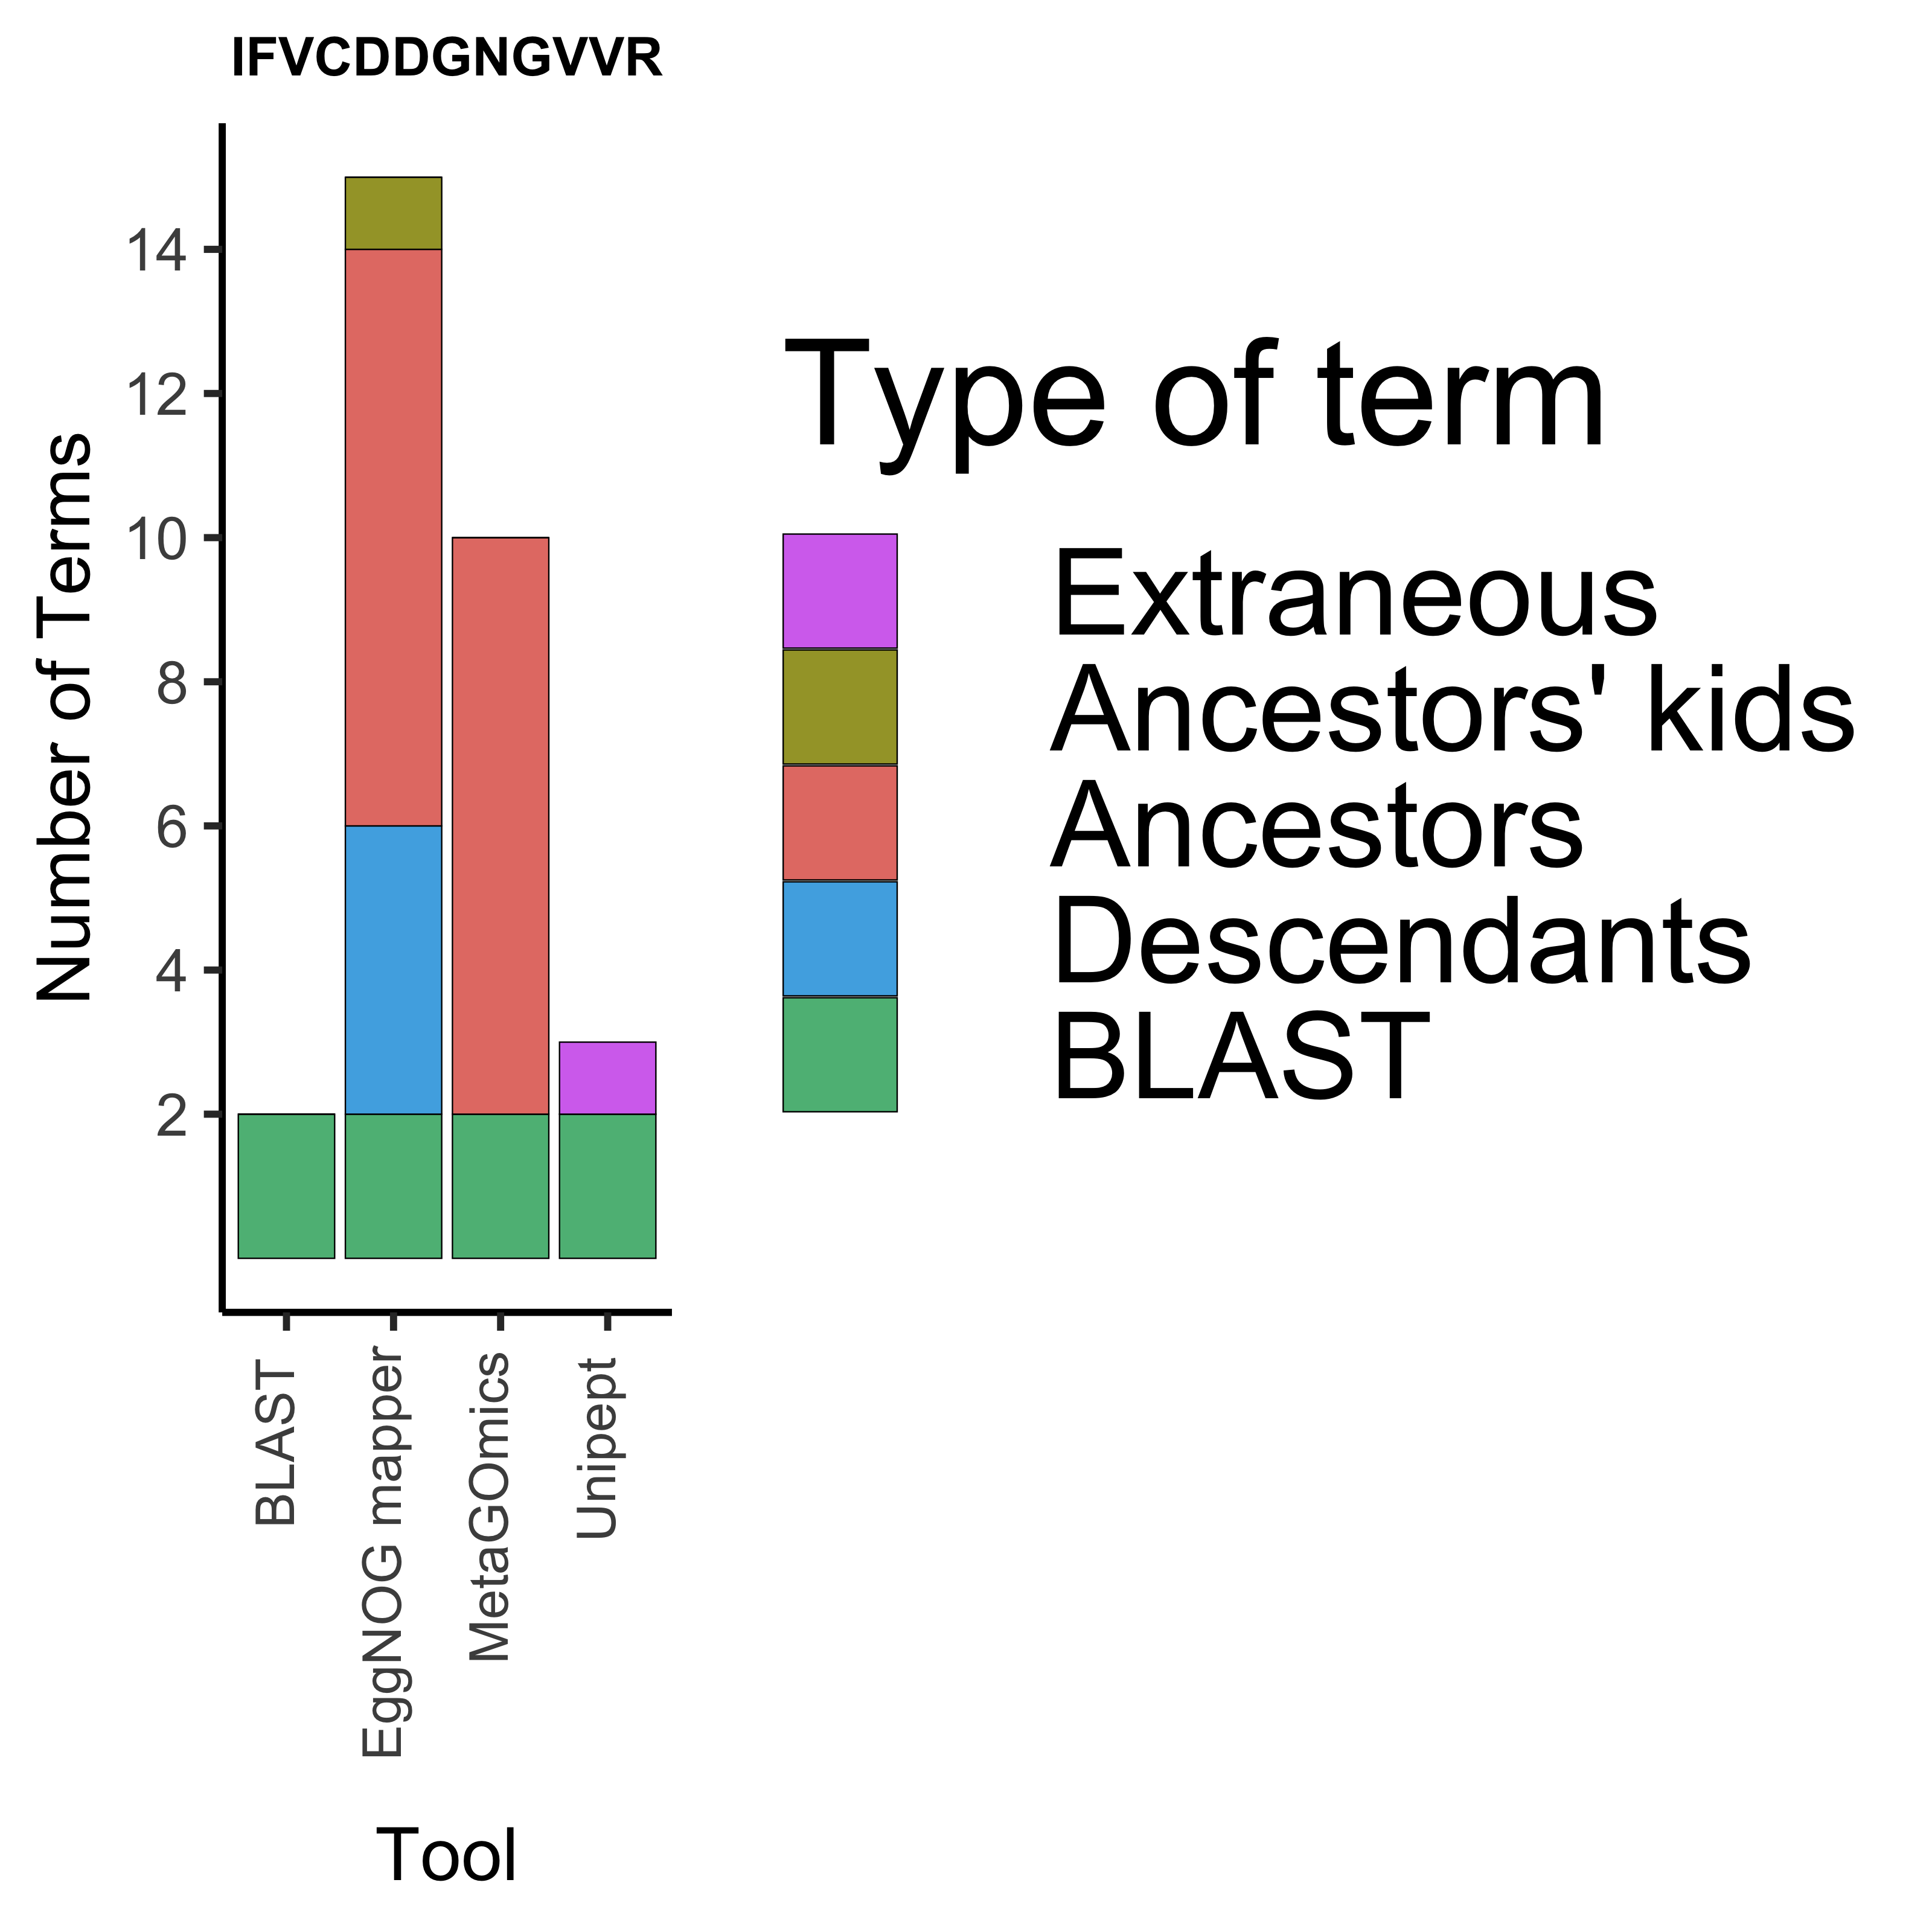 IFVCDDGNGVVR
Number of Terms
14
12
10
8
6
4
2
BLAST
EggNOG mapper
MetaGOmics
Unipept
Tool
Type of term
Extraneous
Ancestors' kids
Ancestors
Descendants
BLAST